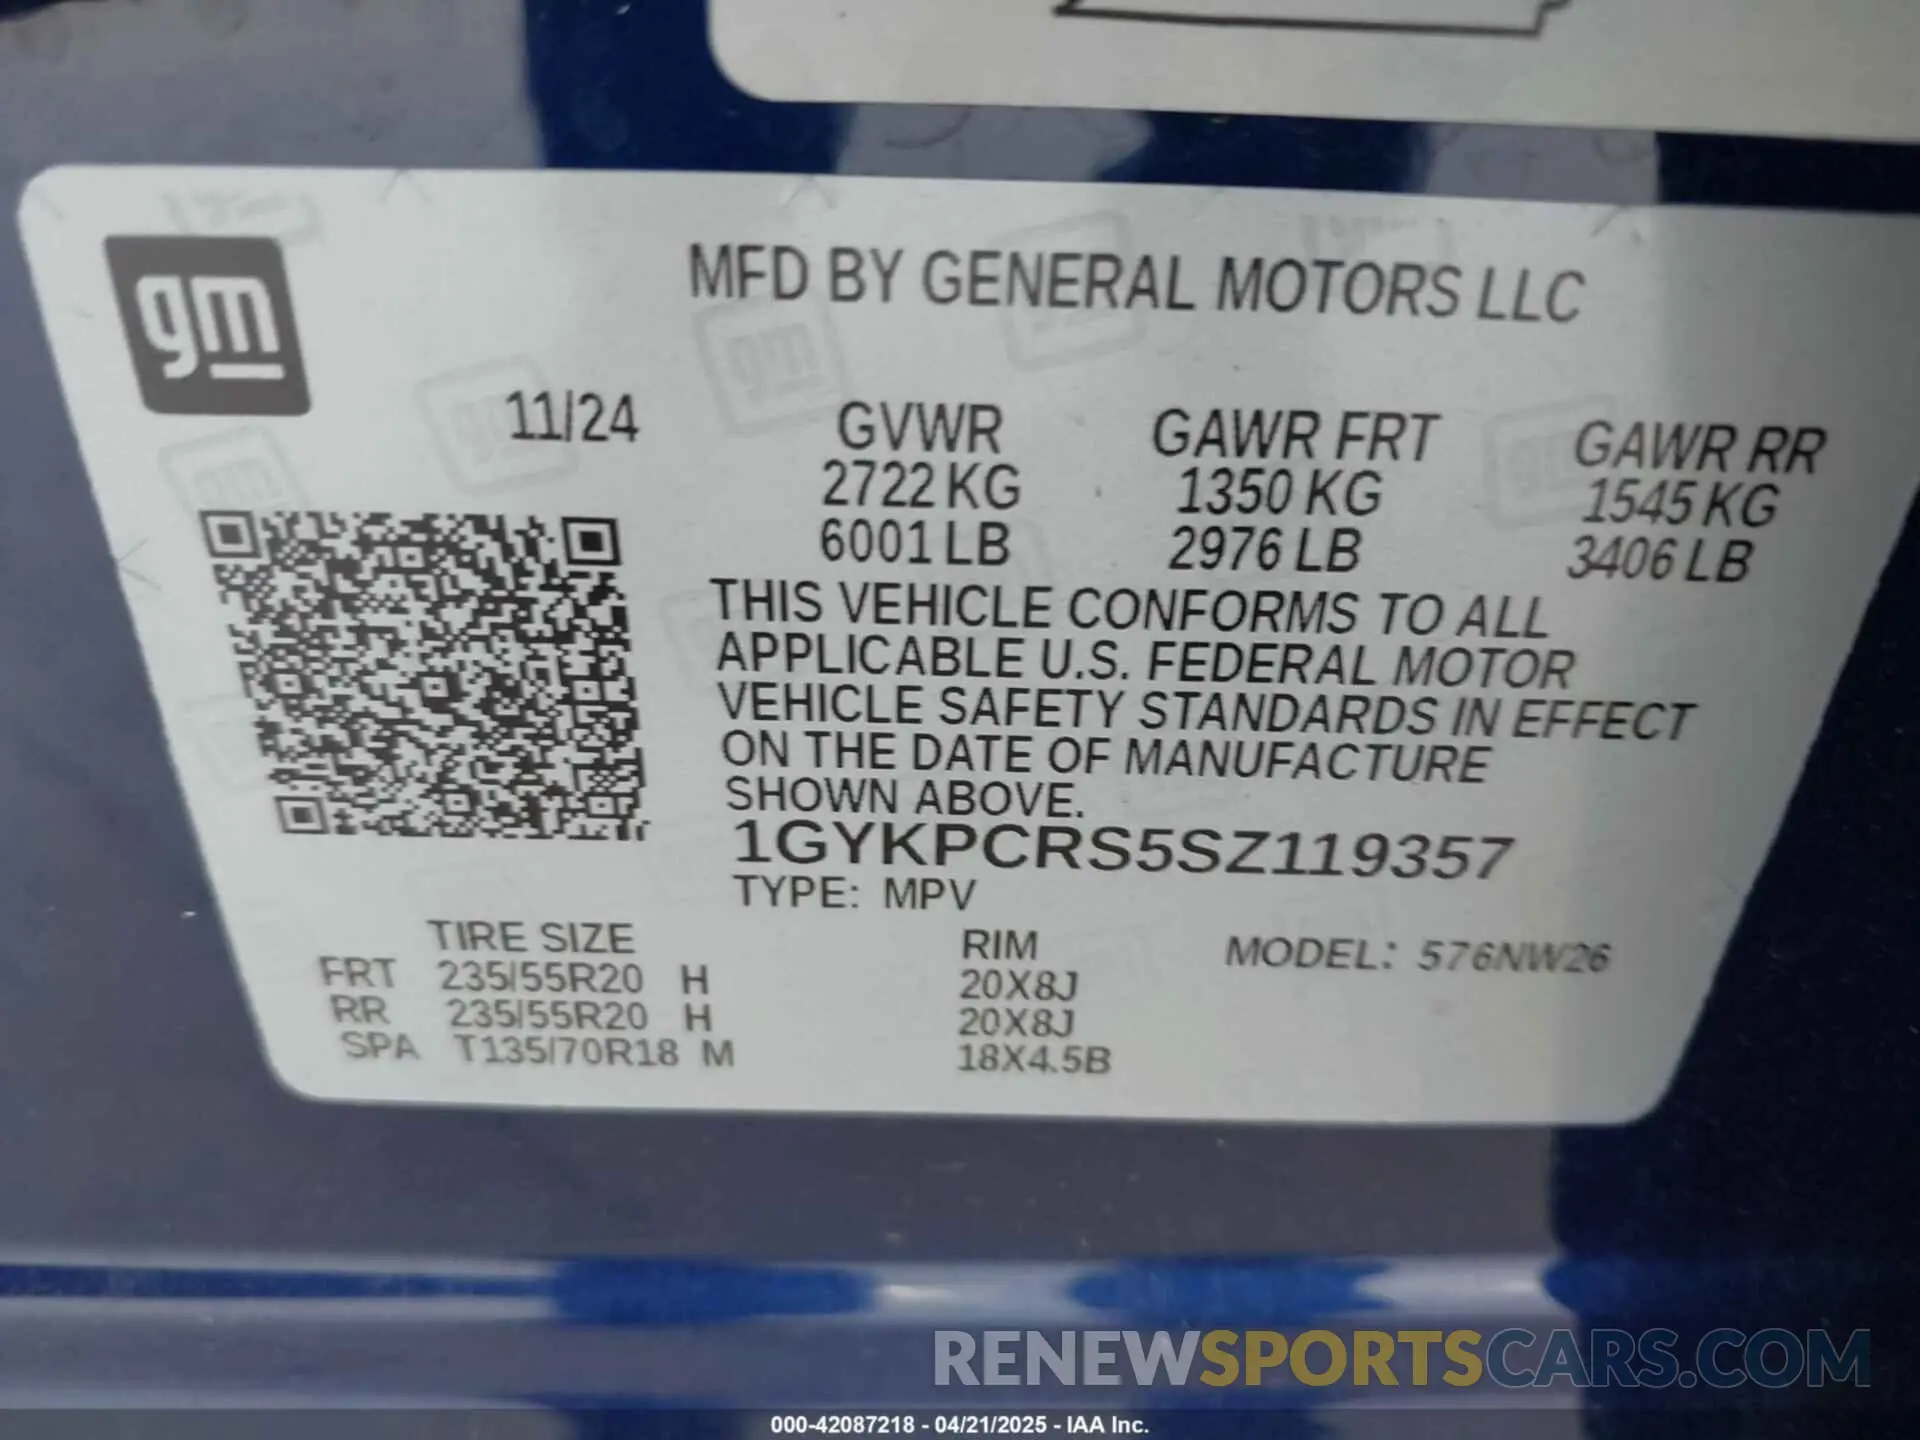 gm
MFD BY GENERAL MOTORS LLC
11/24
GVWR GAWR FRT GAWR RR
2722 KG 1350 KG 1545 KG
6001 LB 2976 LB 3406 LB
THIS VEHICLE CONFORMS TO ALL
APPLICABLE U.S. FEDERAL MOTOR
VEHICLE SAFETY STANDARDS IN EFFECT
ON THE DATE OF MANUFACTURE
SHOWN ABOVE.
1GYKPCRS5SZ119357
TYPE: MPV
TIRE SIZE RIM MODEL: 576NW26
FRT 235/55R20 H 20X8J
RR 235/55R20 H 20X8J
SPA T135/70R18 M 18X4.5B
RENEWSPORTSCARS.COM
000-42087218 - 04/21/2025 - IAA Inc.